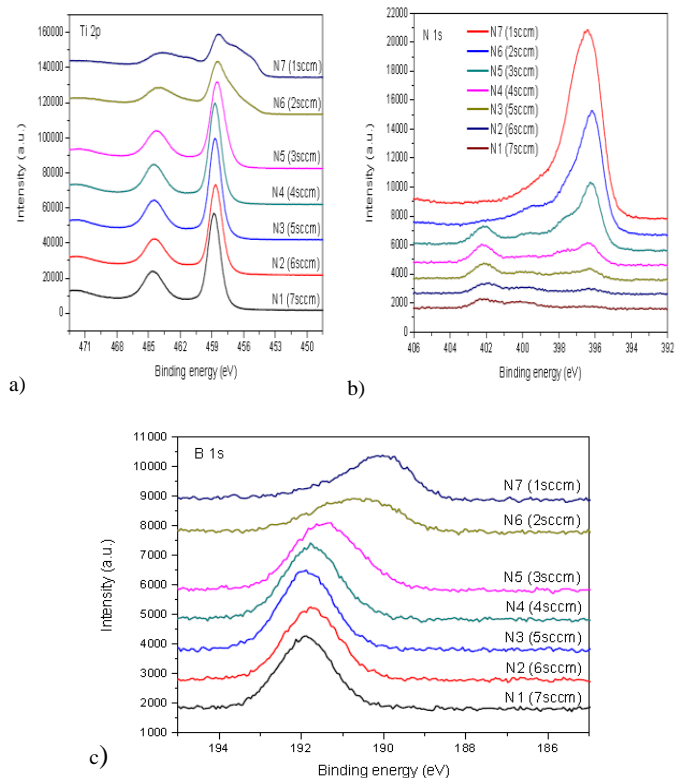 Ti 2p
160000
140000
120000
100000
80000
60000
40000
20000
0
Intensity (a.u.)
N7 (1sccm)
N6 (2sccm)
N5 (3sccm)
N4 (4sccm)
N3 (5sccm)
N2 (6sccm)
N1 (7sccm)
471 468 465 462 459 456 453 450
Binding energy (eV)
a)
N 1s
22000
20000
18000
16000
14000
12000
10000
8000
6000
4000
2000
0
Intensity (a.u.)
N7 (1sccm)
N6 (2sccm)
N5 (3sccm)
N4 (4sccm)
N3 (5sccm)
N2 (6sccm)
N1 (7sccm)
406 404 402 400 398 396 394 392
Binding energy (eV)
b)
B 1s
11000
10000
9000
8000
7000
6000
5000
4000
3000
2000
1000
Intensity (a.u.)
N7 (1sccm)
N6 (2sccm)
N5 (3sccm)
N4 (4sccm)
N3 (5sccm)
N2 (6sccm)
N1 (7sccm)
194 192 190 188 186
Binding energy (eV)
c)